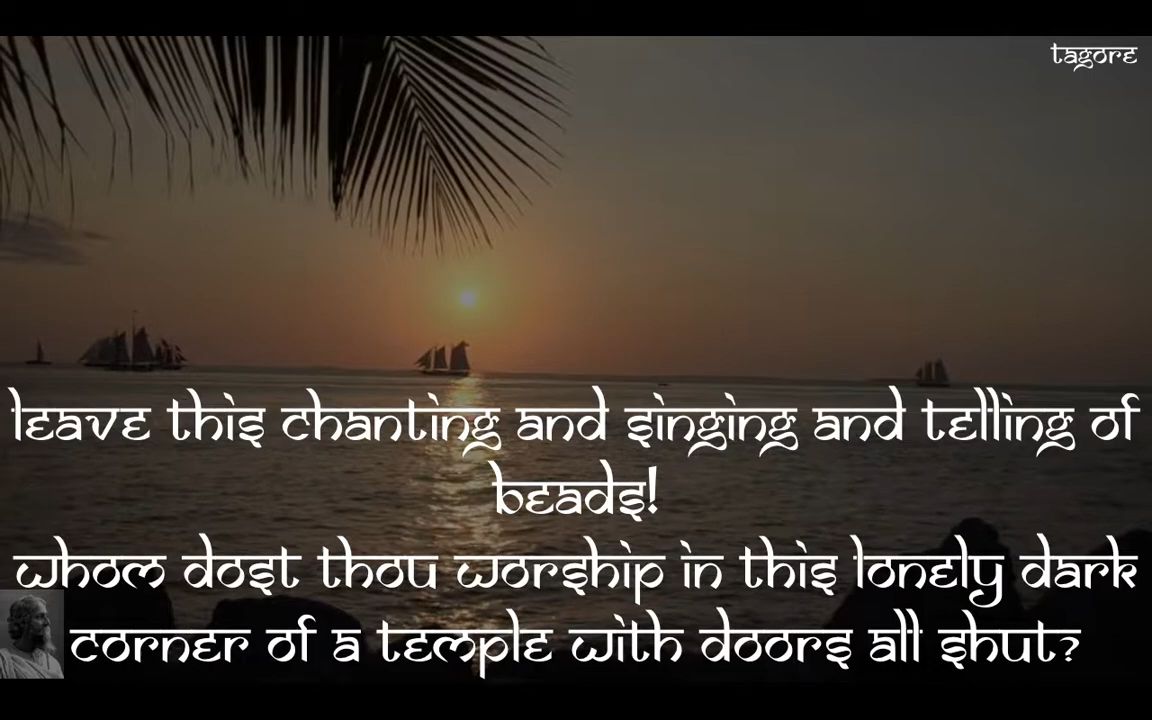 tagore
leave this chanting and singing and telling of
beads!
whom dost thou worship in this lonely dark
corner of a temple with doors all shut?